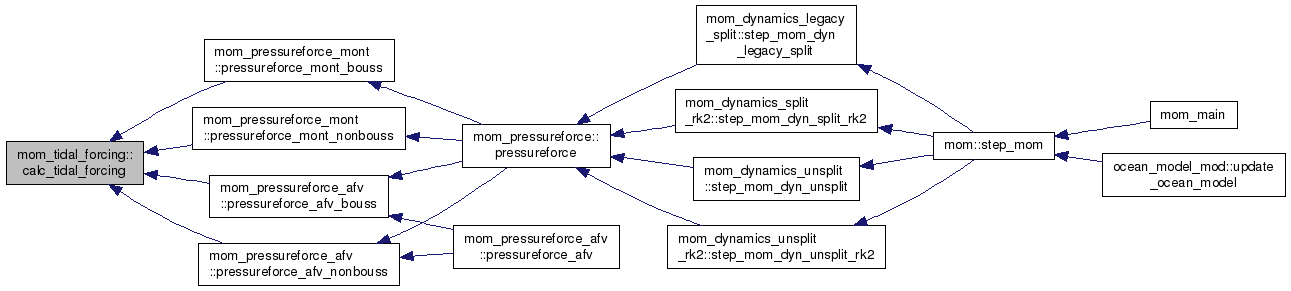 mom_tidal_forcing::
calc_tidal_forcing
mom_pressureforce_mont
::pressureforce_mont_bouss
mom_pressureforce_mont
::pressureforce_mont_nonbouss
mom_pressureforce_afv
::pressureforce_afv_bouss
mom_pressureforce_afv
::pressureforce_afv_nonbouss
mom_pressureforce::
pressureforce
mom_pressureforce_afv
::pressureforce_afv
mom_dynamics_legacy
_split::step_mom_dyn
_legacy_split
mom_dynamics_split
_rk2::step_mom_dyn_split_rk2
mom_dynamics_unsplit
::step_mom_dyn_unsplit
mom_dynamics_unsplit
_rk2::step_mom_dyn_unsplit_rk2
mom::step_mom
mom_main
ocean_model_mod::update
_ocean_model